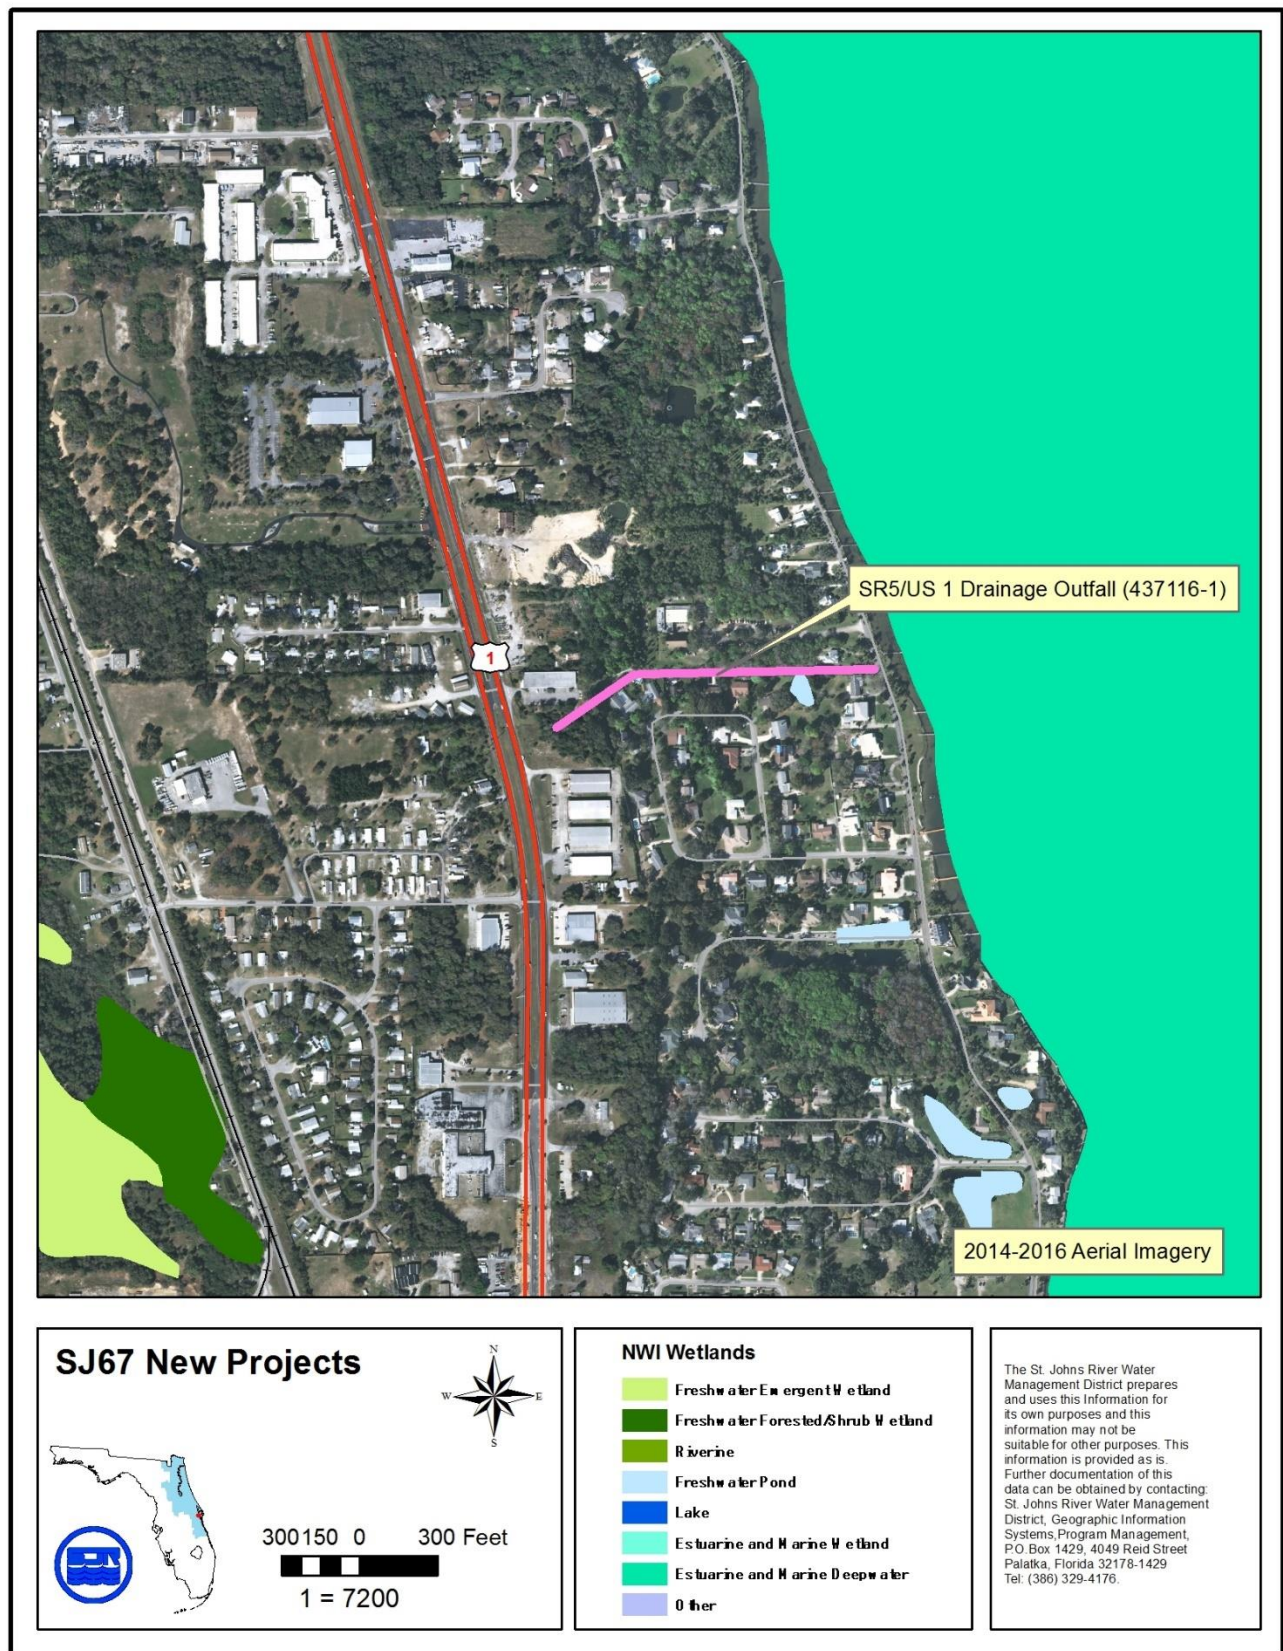 SR5/US 1 Drainage Outfall (437116-1)
1
2014-2016 Aerial Imagery
SJ67 New Projects
N
W E
S
300 150 0 300 Feet
1 = 7200
NWI Wetlands
Freshwater Emergent Wetland
Freshwater Forested/Shrub Wetland
Riverine
Freshwater Pond
Lake
Estuarine and Marine Wetland
Estuarine and Marine Deepwater
Other
The St. Johns River Water
Management District prepares
and uses this Information for
its own purposes and this
information may not be
suitable for other purposes. This
information is provided as is.
Further documentation of this
data can be obtained by contacting:
St. Johns River Water Management
District, Geographic Information
Systems,Program Management,
P.O.Box 1429, 4049 Reid Street
Palatka, Florida 32178-1429
Tel: (386) 329-4176.